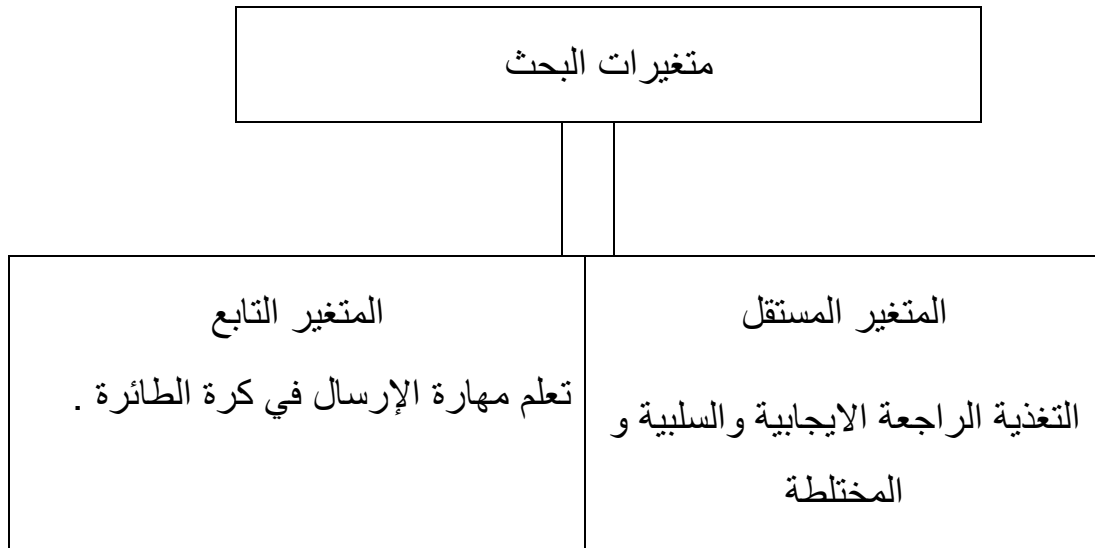 متغيرات البحث
المتغير المستقل
التغذية الراجعة الايجابية والسلبية و
المختلطة
المتغير التابع
تعلم مهارة الإرسال في كرة الطائرة .